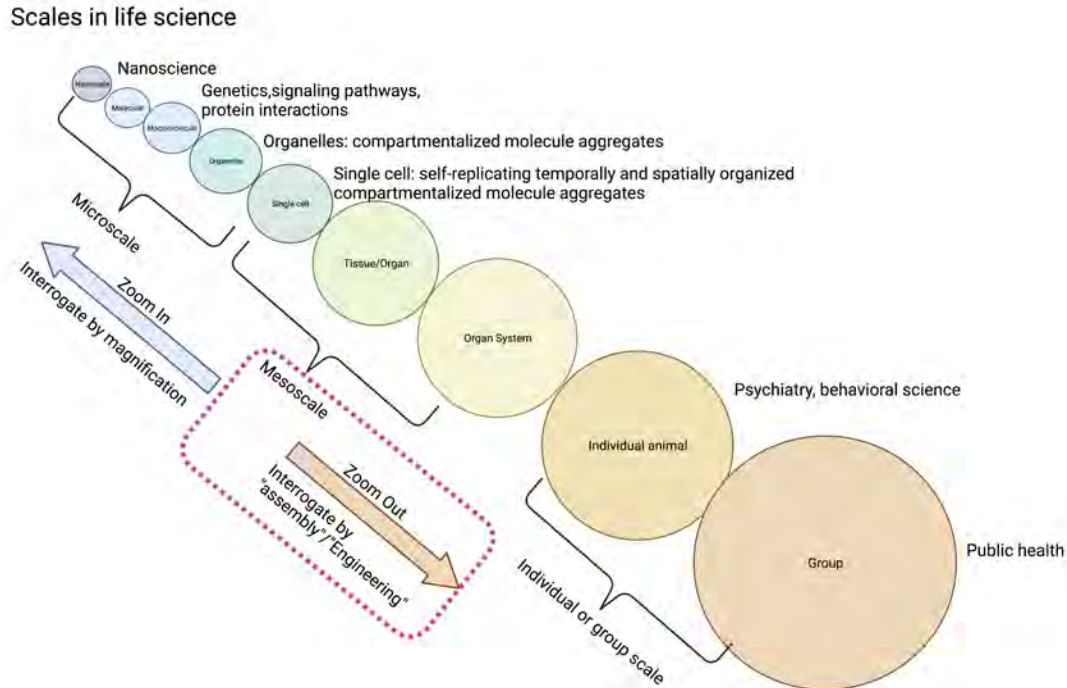 Scales in life science
Nanoscience
Nanoscale
Genetics,signaling pathways,
protein interactions
Molecular
Macromolecule
Organelles: compartmentalized molecule aggregates
Organelles
Single cell: self-replicating temporally and spatially organized
compartmentalized molecule aggregates
Single cell
Microscale
Tissue/Organ
Zoom In
Interrogate by magnification
Organ System
Mesoscale
Psychiatry, behavioral science
Individual animal
Zoom Out
Interrogate by
"assembly"/"Engineering"
Public health
Group
Individual or group scale